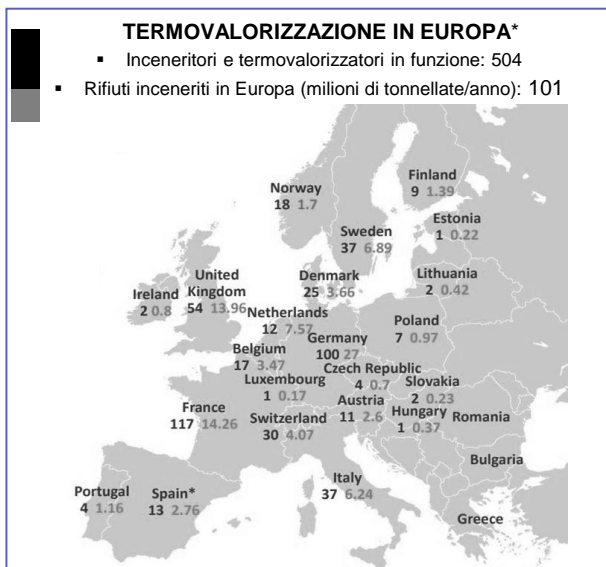 TERMOVALORIZZAZIONE IN EUROPA*
▪ Inceneritori e termovalorizzatori in funzione: 504
▪ Rifiuti inceneriti in Europa (milioni di tonnellate/anno): 101
Finland
9 1.39
Norway
18 1.7
Estonia
1 0.22
Sweden
37 6.89
Lithuania
2 0.42
Denmark
25 3.66
United
Kingdom
54 13.96
Ireland
2 0.8
Netherlands
12 7.57
Poland
7 0.97
Germany
100 27
Belgium
17 3.47
Czech Republic
4 0.7
Luxembourg
1 0.17
Slovakia
2 0.23
Austria
11 2.6
France
117 14.26
Hungary
1 0.37
Romania
Switzerland
30 4.07
Bulgaria
Italy
37 6.24
Portugal
4 1.16
Spain*
13 2.76
Greece